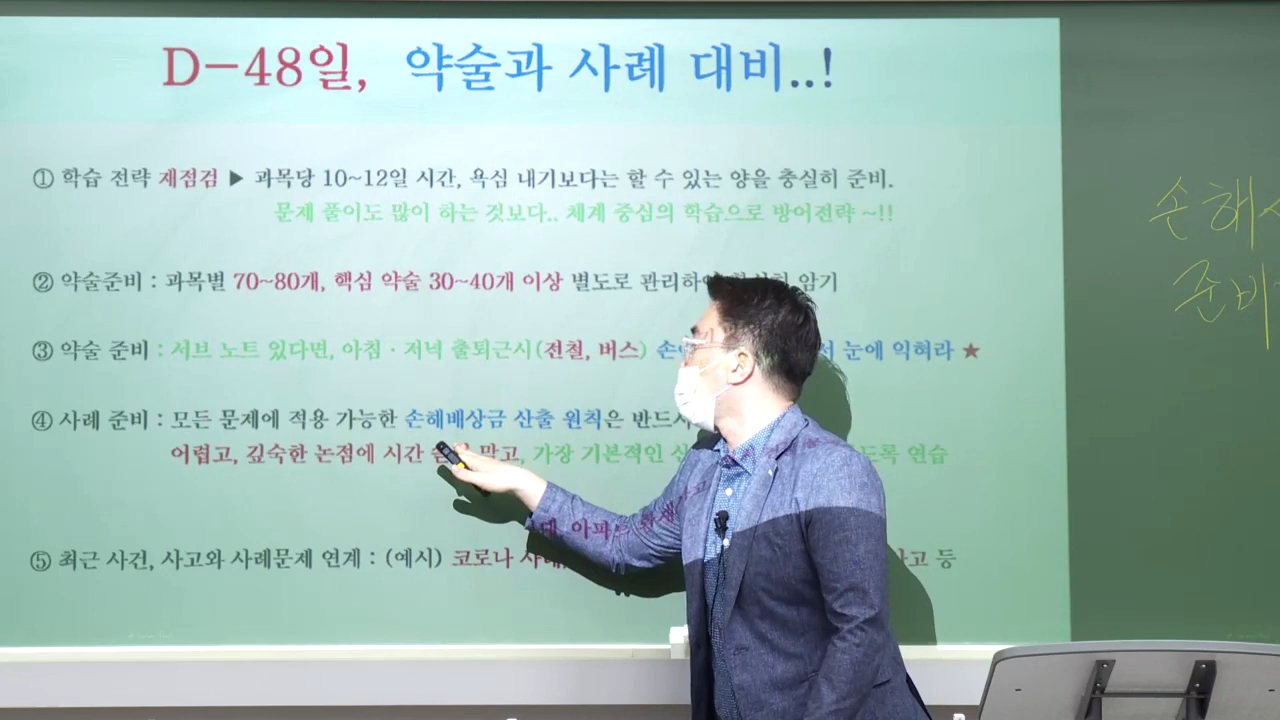 D-48일, 약술과 사례 대비..!
① 학습 전략 재점검 ▶ 과목당 10~12일 시간, 욕심 내기보다는 할 수 있는 양을 충실히 준비.
문제 풀이도 많이 하는 것보다.. 체계 중심의 학습으로 방어전략 ~!!
② 약술준비 : 과목별 70~80개, 핵심 약술 30~40개 이상 별도로 관리하 암기
③ 약술 준비 : 서브 노트 있다면, 아침 · 저녁 출퇴근시(전철, 버스) 손 눈에 익혀라 ★
④ 사례 준비 : 모든 문제에 적용 가능한 손해배상금 산출 원칙은 반드시
어렵고, 깊숙한 논점에 시간 말고, 가장 기본적인 연습
⑤ 최근 사건, 사고와 사례문제 연계 : (예시) 코로나 사고 등
손해
준비